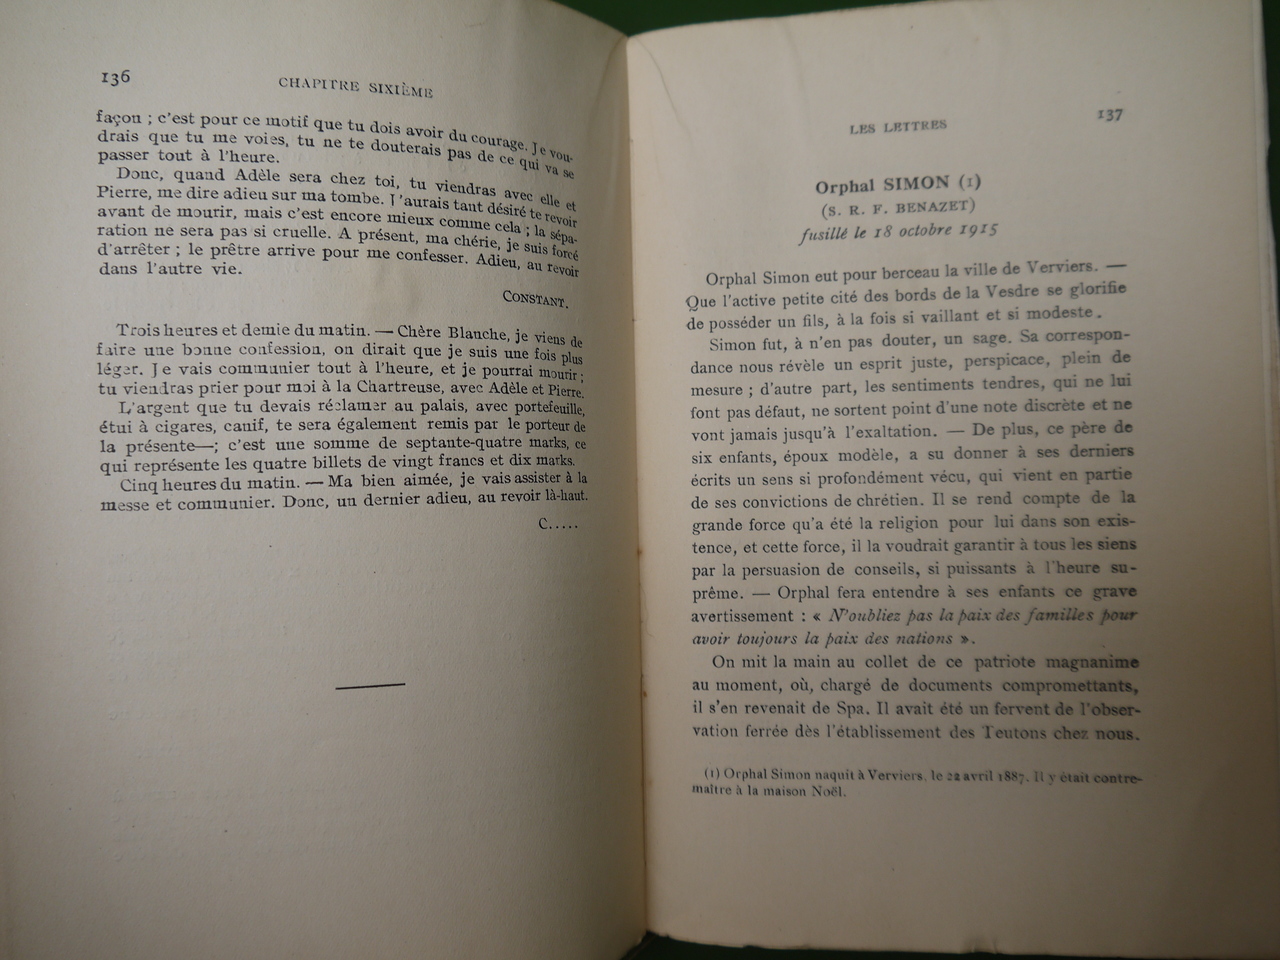 136
CHAPITRE SIXIÈME
façon ; c'est pour ce motif que tu dois avoir du courage. Je vou-
drais que tu me voies, tu ne te douterais pas de ce qui va se
passer tout à l'heure.
Donc, quand Adèle sera chez toi, tu viendras avec elle et
Pierre, me dire adieu sur ma tombe. J'aurais tant désiré te revoir
avant de mourir, mais c'est encore mieux comme cela ; la sépa-
ration ne sera pas si cruelle. A présent, ma chérie, je suis forcé
d'arrêter ; le prêtre arrive pour me confesser. Adieu, au revoir
dans l'autre vie.
CONSTANT.
Trois heures et demie du matin. — Chère Blanche, je viens de
faire une bonne confession, on dirait que je suis une fois plus
léger. Je vais communier tout à l'heure, et je pourrai mourir ;
tu viendras prier pour moi à la Chartreuse, avec Adèle et Pierre.
L'argent que tu devais réclamer au palais, avec portefeuille,
étui à cigares, canif, te sera également remis par le porteur de
la présente—; c'est une somme de septante-quatre marks, ce
qui représente les quatre billets de vingt francs et dix marks.
Cinq heures du matin. — Ma bien aimée, je vais assister à la
messe et communier. Donc, un dernier adieu, au revoir là-haut.
C.....
LES LETTRES
137
Orphal SIMON (1)
(S. R. F. BENAZET)
fusillé le 18 octobre 1915
Orphal Simon eut pour berceau la ville de Verviers. —
Que l'active petite cité des bords de la Vesdre se glorifie
de posséder un fils, à la fois si vaillant et si modeste.
Simon fut, à n'en pas douter, un sage. Sa correspon-
dance nous révèle un esprit juste, perspicace, plein de
mesure ; d'autre part, les sentiments tendres, qui ne lui
font pas défaut, ne sortent point d'une note discrète et ne
vont jamais jusqu'à l'exaltation. — De plus, ce père de
six enfants, époux modèle, a su donner à ses derniers
écrits un sens si profondément vécu, qui vient en partie
de ses convictions de chrétien. Il se rend compte de la
grande force qu'a été la religion pour lui dans son exis-
tence, et cette force, il la voudrait garantir à tous les siens
par la persuasion de conseils, si puissants à l'heure su-
prême. — Orphal fera entendre à ses enfants ce grave
avertissement : « N'oubliez pas la paix des familles pour
avoir toujours la paix des nations ».
On mit la main au collet de ce patriote magnanime
au moment, où, chargé de documents compromettants,
il s'en revenait de Spa. Il avait été un fervent de l'obser-
vation ferrée dès l'établissement des Teutons chez nous.
(1) Orphal Simon naquit à Verviers, le 22 avril 1887. Il y était contre-
maître à la maison Noël.